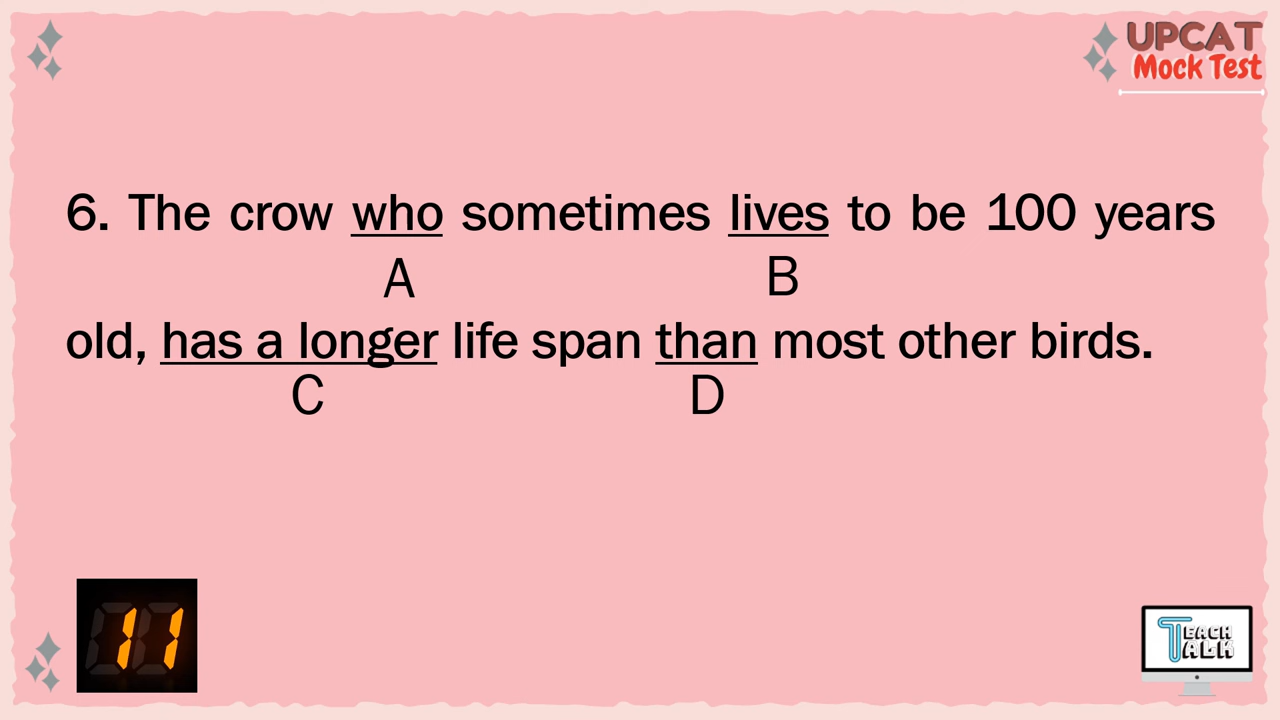 UPCAT
Mock Test
6. The crow who sometimes lives to be 100 years
A B
old, has a longer life span than most other birds.
C D
11
TEACH
TALK